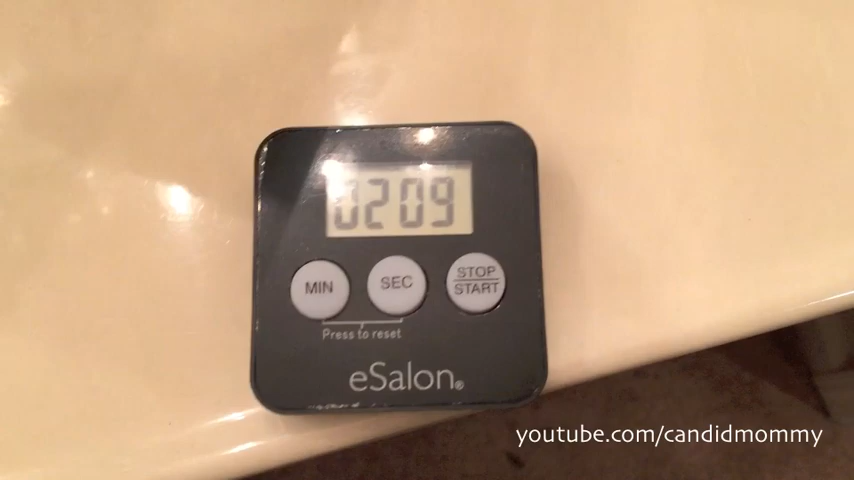 0209
MIN
SEC
STOP
START
Press to reset
eSalon®
youtube.com/candidmommy